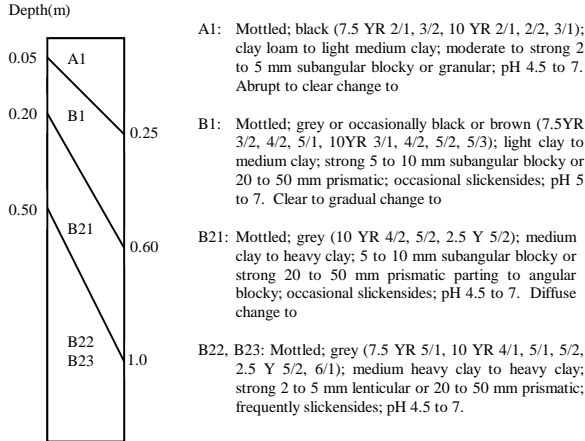 Depth(m)
0.05
A1
0.25
0.20
B1
0.60
0.50
B21
B22
B23
1.0
A1: Mottled; black (7.5 YR 2/1, 3/2, 10 YR 2/1, 2/2, 3/1);
clay loam to light medium clay; moderate to strong 2
to 5 mm subangular blocky or granular; pH 4.5 to 7.
Abrupt to clear change to
B1: Mottled; grey or occasionally black or brown (7.5YR
3/2, 4/2, 5/1, 10YR 3/1, 4/2, 5/2, 5/3); light clay to
medium clay; strong 5 to 10 mm subangular blocky or
20 to 50 mm prismatic; occasional slickensides; pH 5
to 7. Clear to gradual change to
B21: Mottled; grey (10 YR 4/2, 5/2, 2.5 Y 5/2); medium
clay to heavy clay; 5 to 10 mm subangular blocky or
strong 20 to 50 mm prismatic parting to angular
blocky; occasional slickensides; pH 4.5 to 7. Diffuse
change to
B22, B23: Mottled; grey (7.5 YR 5/1, 10 YR 4/1, 5/1, 5/2,
2.5 Y 5/2, 6/1); medium heavy clay to heavy clay;
strong 2 to 5 mm lenticular or 20 to 50 mm prismatic;
frequently slickensides; pH 4.5 to 7.